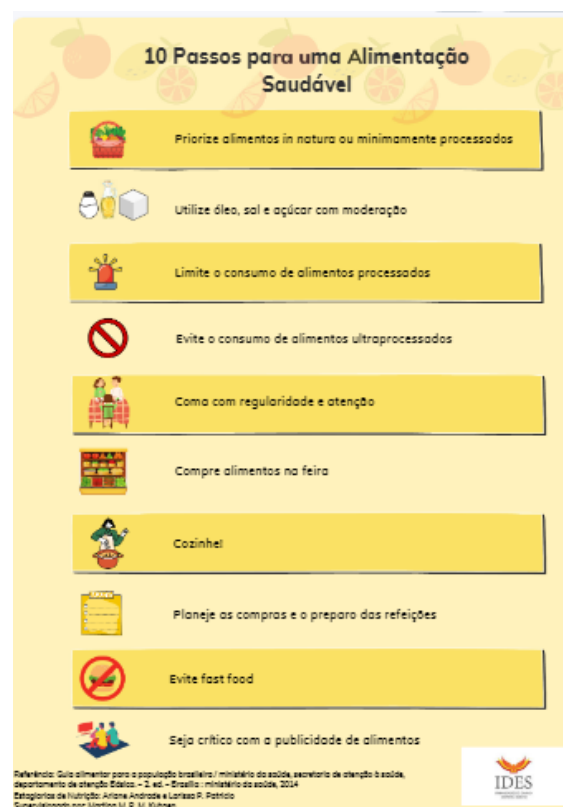 10 Passos para uma Alimentação
Saudável
Priorize alimentos in natura ou minimamente processados
Utilize óleo, sal e açúcar com moderação
Limite o consumo de alimentos processados
Evite o consumo de alimentos ultraprocessados
Coma com regularidade e atenção
Compre alimentos na feira
Cozinhe!
Planeje as compras e o preparo das refeições
Evite fast food
Seja crítico com a publicidade de alimentos
Referência: Guia alimentar para a população brasileira / ministério da saúde, secretaria de atenção à saúde,
departamento de atenção Básica. – 2. ed. – Brasília : ministério da saúde, 2014
Estagiárias de Nutrição: Ariane Andrade e Larissa P. Patricio
Supervisionado por Martina M. P. M.
IDES